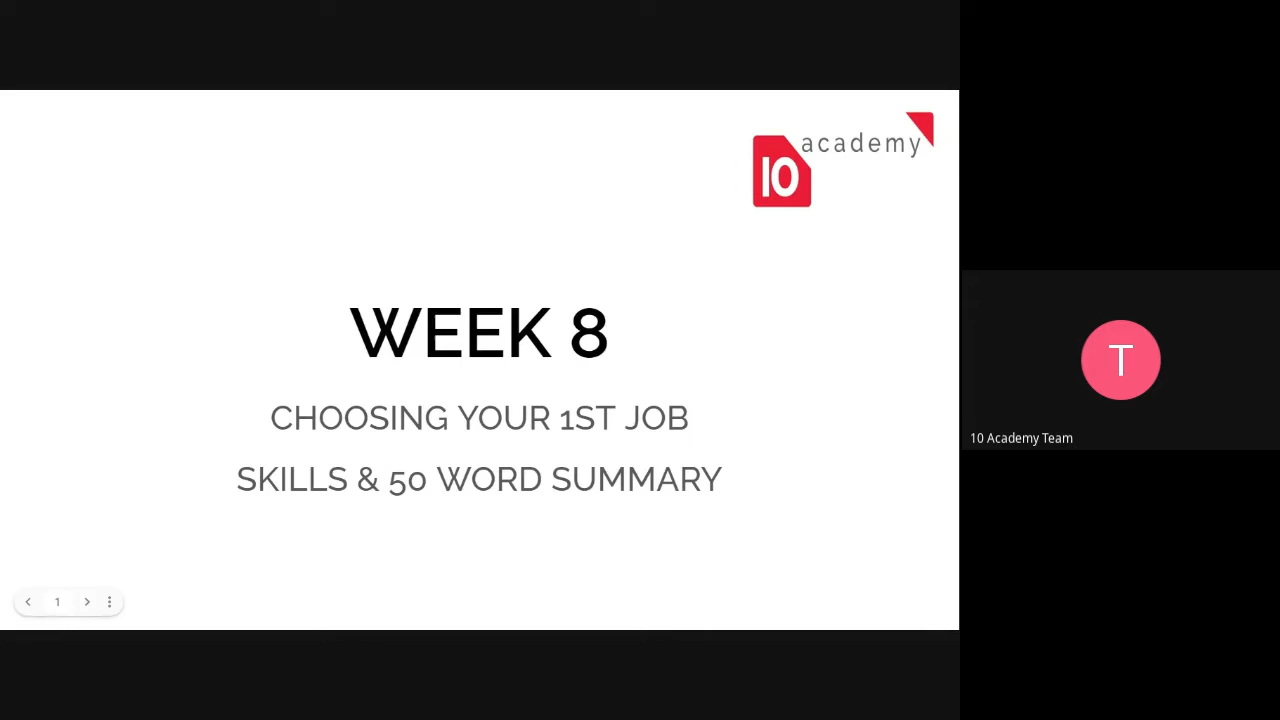 academy
10
WEEK 8
CHOOSING YOUR 1ST JOB
SKILLS & 50 WORD SUMMARY
1
T
10 Academy Team